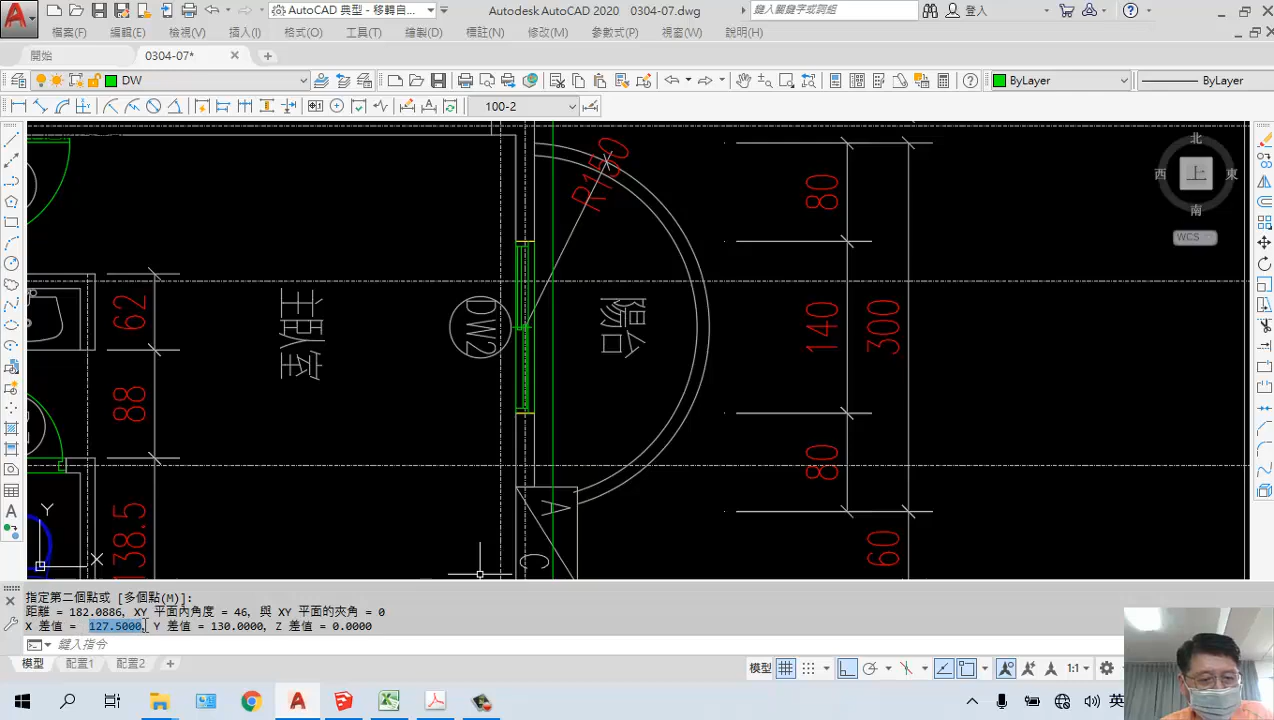 AutoCAD 典型 - 移轉自...
Autodesk AutoCAD 2020 0304-07.dwg
鍵入關鍵字或詞組
登入
檔案(F) 編輯(E) 檢視(V) 插入(I) 格式(O) 工具(T) 繪製(D) 標註(N) 修改(M) 參數式(P) 視窗(W) 說明(H)
開始 0304-07*
DW
ByLayer ByLayer
100-2
R150
80
140
300
80
60
62
88
138.5
主臥室
DW2
陽台
A
C
Y
X
北
西 上 東
南
WCS
指定第二個點或 [多個點(M)]:
距離 = 182.0886, XY 平面內角度 = 46, 與 XY 平面的夾角 = 0
X 差值 = 127.5000, Y 差值 = 130.0000, Z 差值 = 0.0000
鍵入指令
模型 配置1 配置2
模型 1:1
英